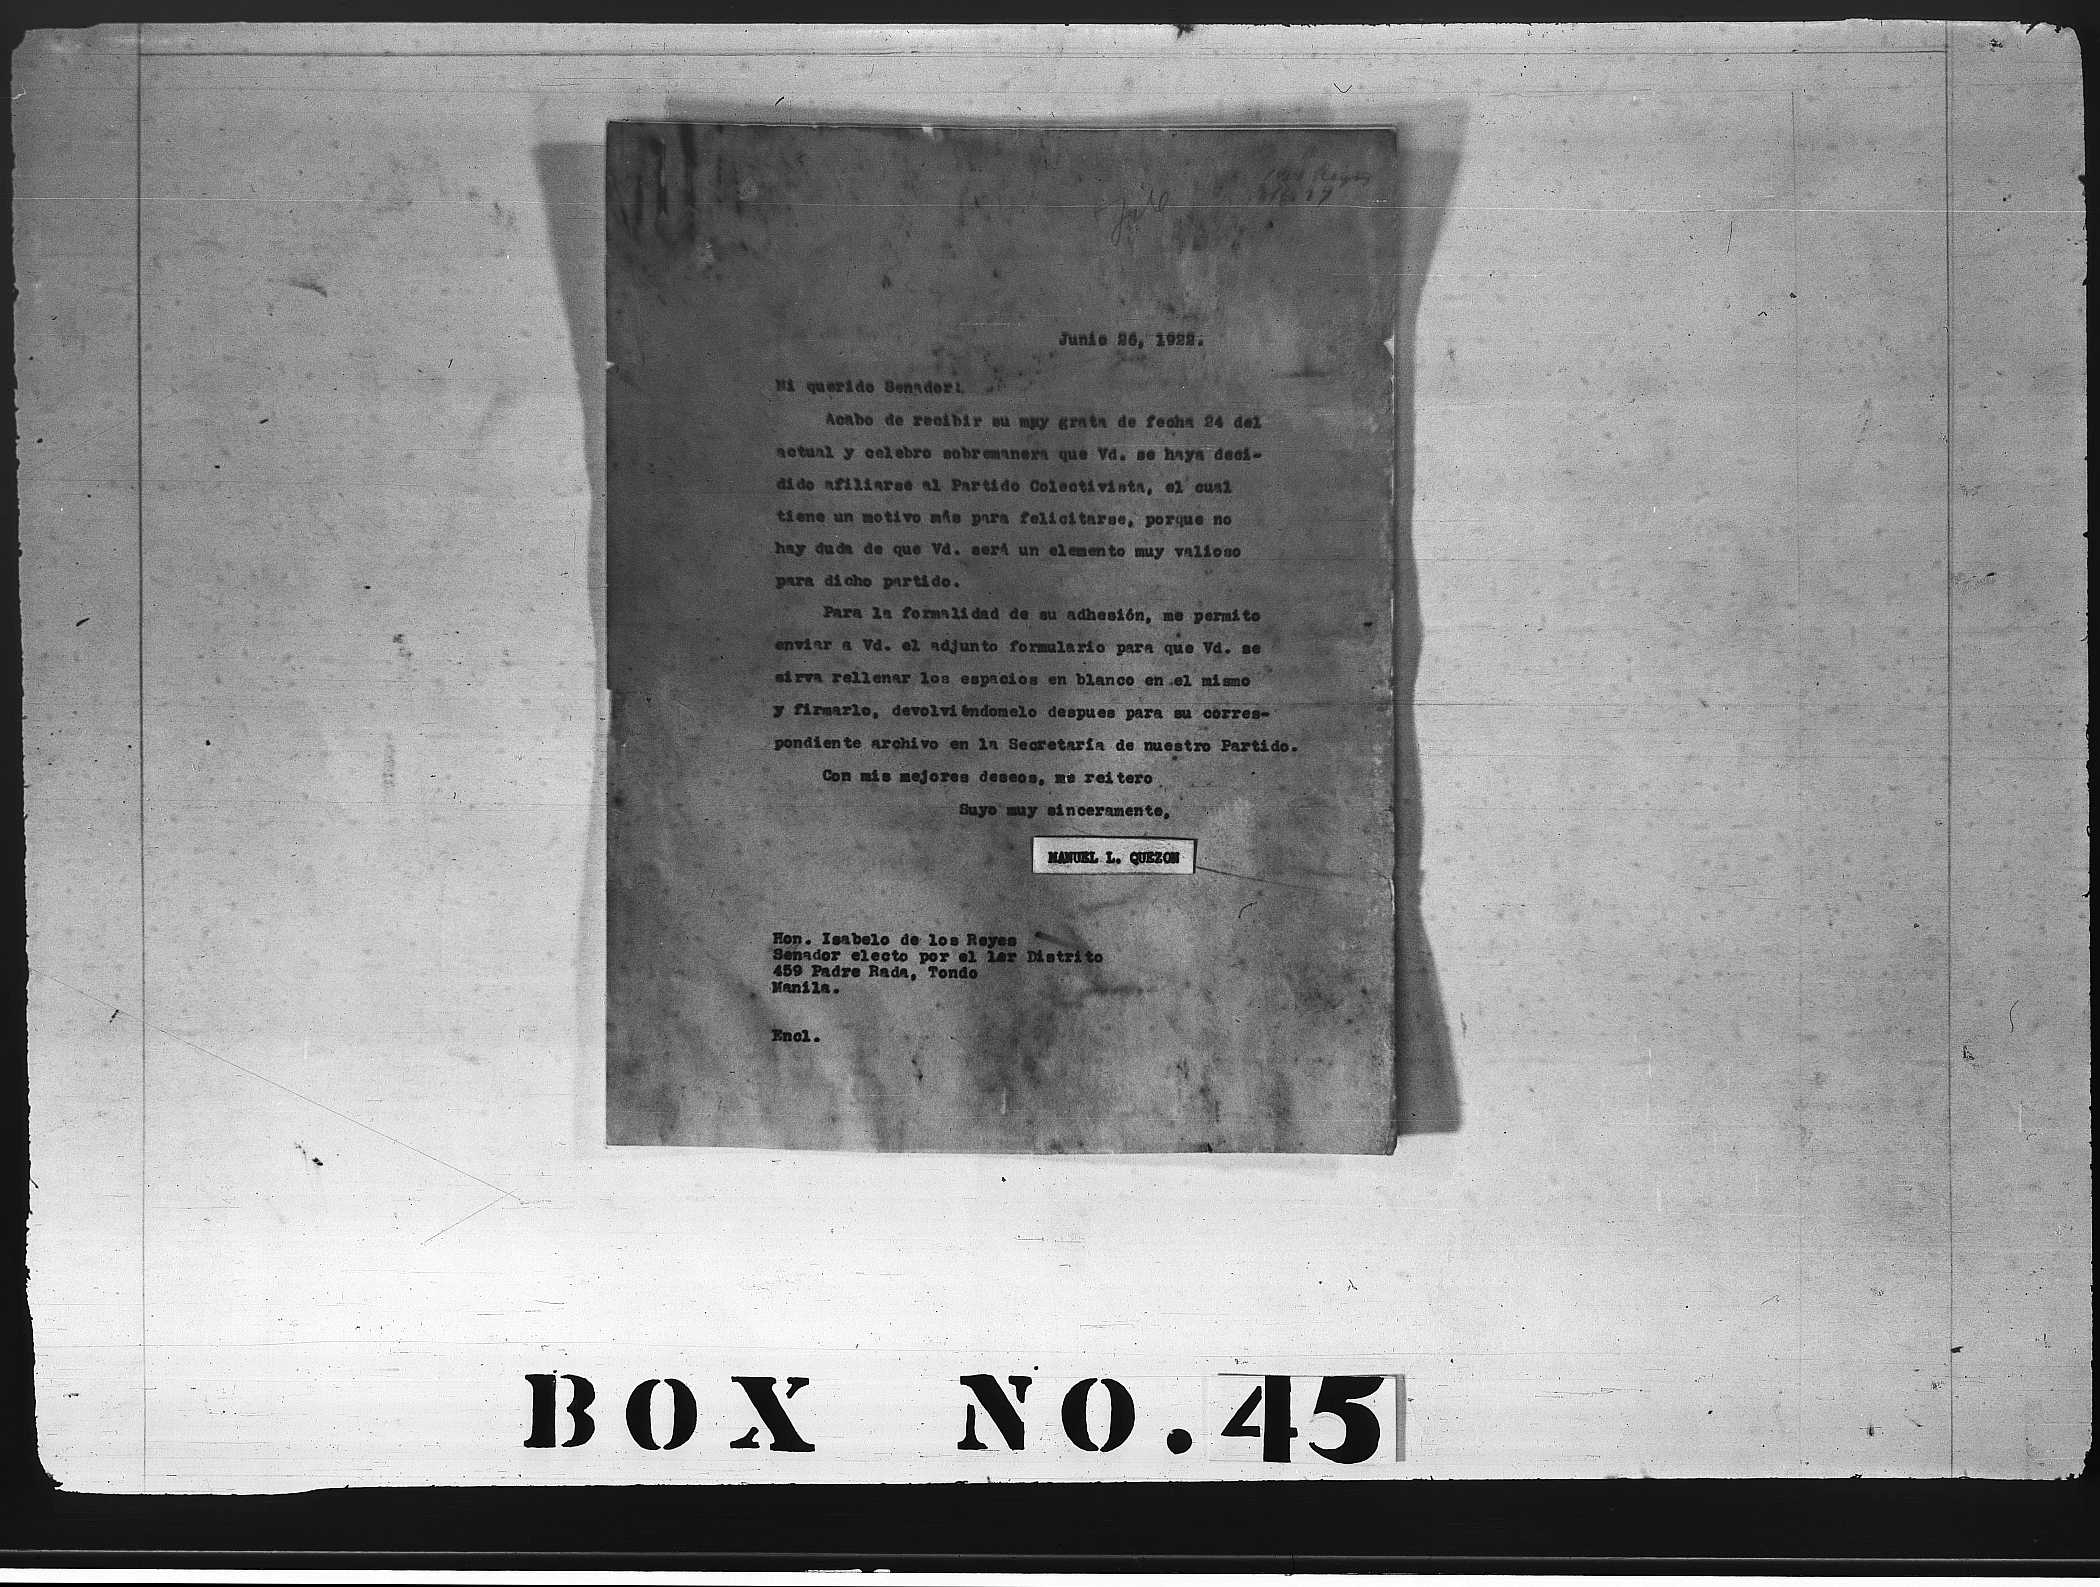 file
Reyes
Junio 26, 1922.
Mi querido Senador:
Acabo de recibir su muy grata de fecha 24 del
actual y celebro sobremanera que Vd. se haya deci-
dido afiliarse al Partido Colectivista, el cual
tiene un motivo más para felicitarse, porque no
hay duda de que Vd. será un elemento muy valioso
para dicho partido.
Para la formalidad de su adhesión, me permito
enviar a Vd. el adjunto formulario para que Vd. se
sirva rellenar los espacios en blanco en el mismo
y firmarlo, devolviéndomelo despues para su corres-
pondiente archivo en la Secretaría de nuestro Partido.
Con mis mejores deseos, me reitero
Suyo muy sinceramente,
MANUEL L. QUEZON
Hon. Isabelo de los Reyes
Senador electo por el 1er Distrito
459 Padre Rada, Tondo
Manila.
Encl.
BOX NO. 45